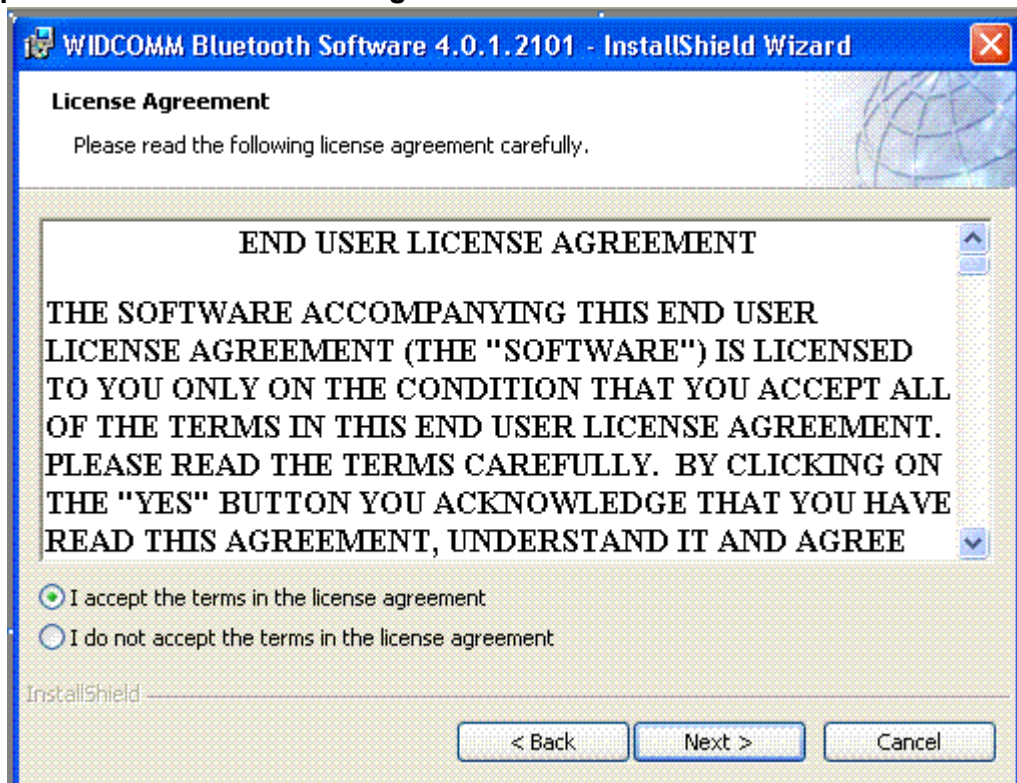 WIDCOMM Bluetooth Software 4.0.1.2101 - InstallShield Wizard
License Agreement
Please read the following license agreement carefully.
END USER LICENSE AGREEMENT
THE SOFTWARE ACCOMPANYING THIS END USER
LICENSE AGREEMENT (THE "SOFTWARE") IS LICENSED
TO YOU ONLY ON THE CONDITION THAT YOU ACCEPT ALL
OF THE TERMS IN THIS END USER LICENSE AGREEMENT.
PLEASE READ THE TERMS CAREFULLY.  BY CLICKING ON
THE "YES" BUTTON YOU ACKNOWLEDGE THAT YOU HAVE
READ THIS AGREEMENT, UNDERSTAND IT AND AGREE
I accept the terms in the license agreement
I do not accept the terms in the license agreement
InstallShield
< Back Next > Cancel